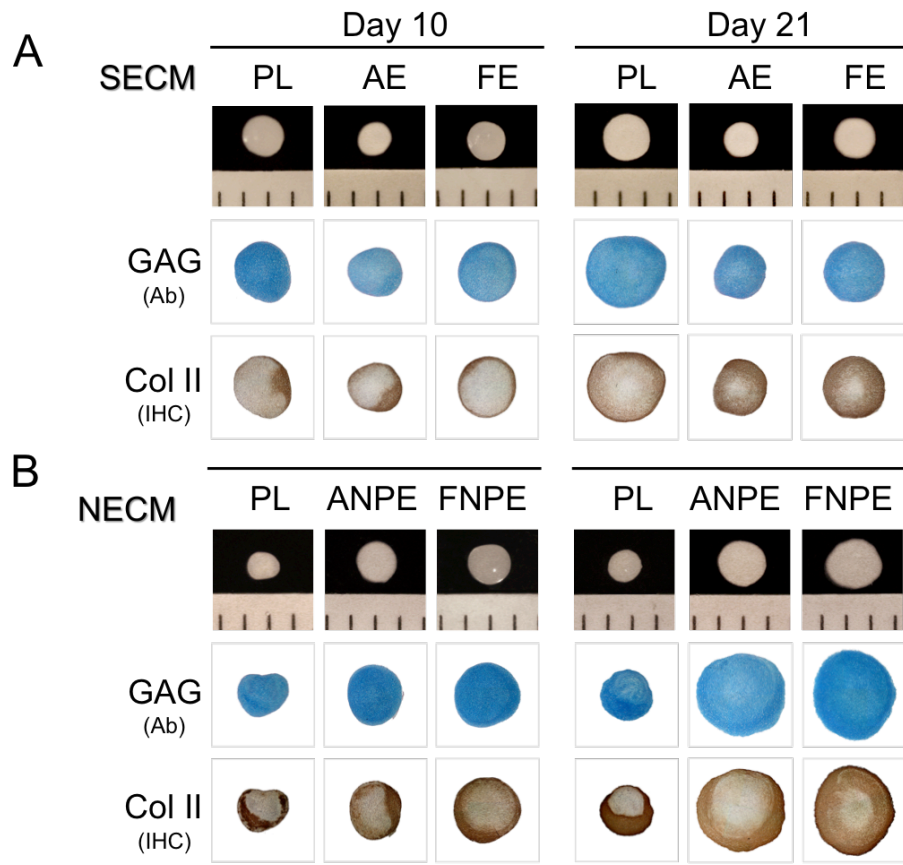 A
Day 10
Day 21
SECM
PL
AE
FE
PL
AE
FE
GAG
(Ab)
Col II
(IHC)
B
NECM
PL
ANPE
FNPE
PL
ANPE
FNPE
GAG
(Ab)
Col II
(IHC)